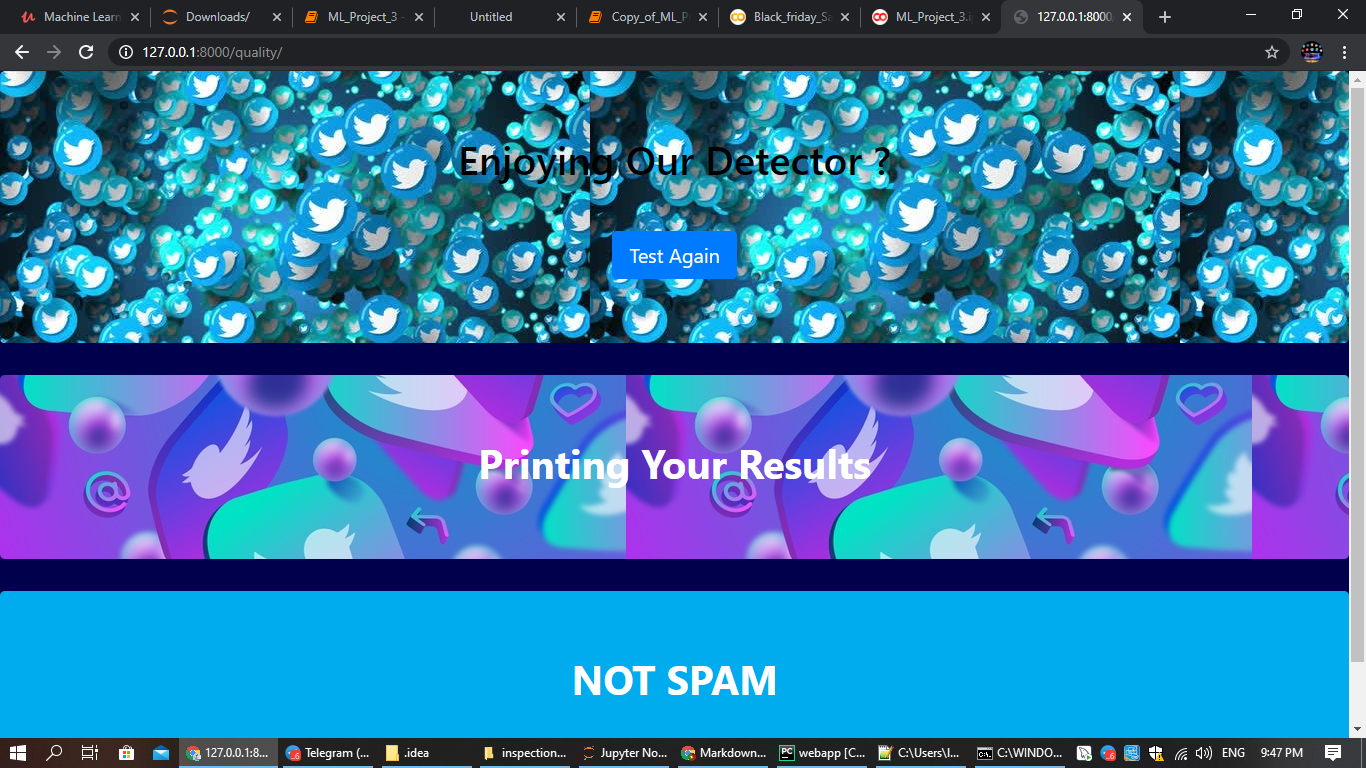 Machine Learn
Downloads/
ML_Project_3 -
Untitled
Copy_of_ML_P
Black_friday_Sa
ML_Project_3.i
127.0.0.1:8000
127.0.0.1:8000/quality/
Enjoying Our Detector ?
Test Again
Printing Your Results
NOT SPAM
127.0.0.1:8...
Telegram (...
.idea
inspection...
Jupyter No...
Markdown...
webapp [C...
C:\Users\I...
C:\WINDO...
ENG
9:47 PM